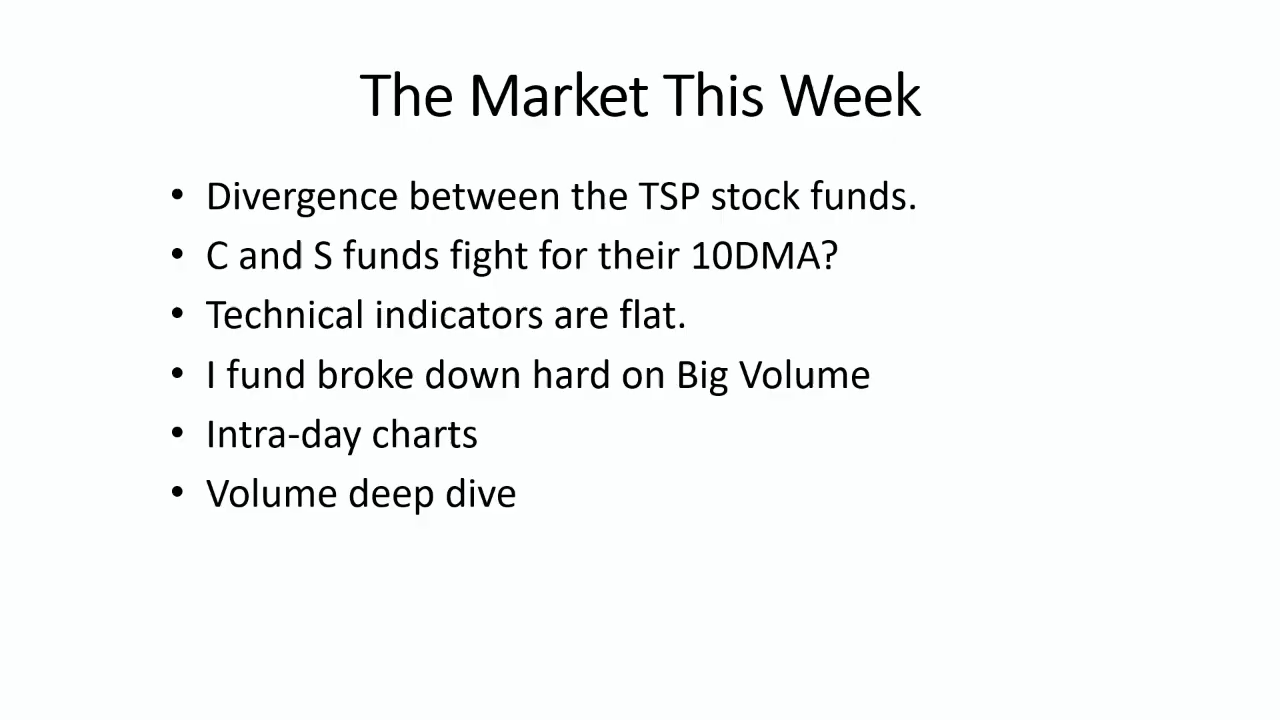 The Market This Week
• Divergence between the TSP stock funds.
• C and S funds fight for their 10DMA?
• Technical indicators are flat.
• I fund broke down hard on Big Volume
• Intra-day charts
• Volume deep dive